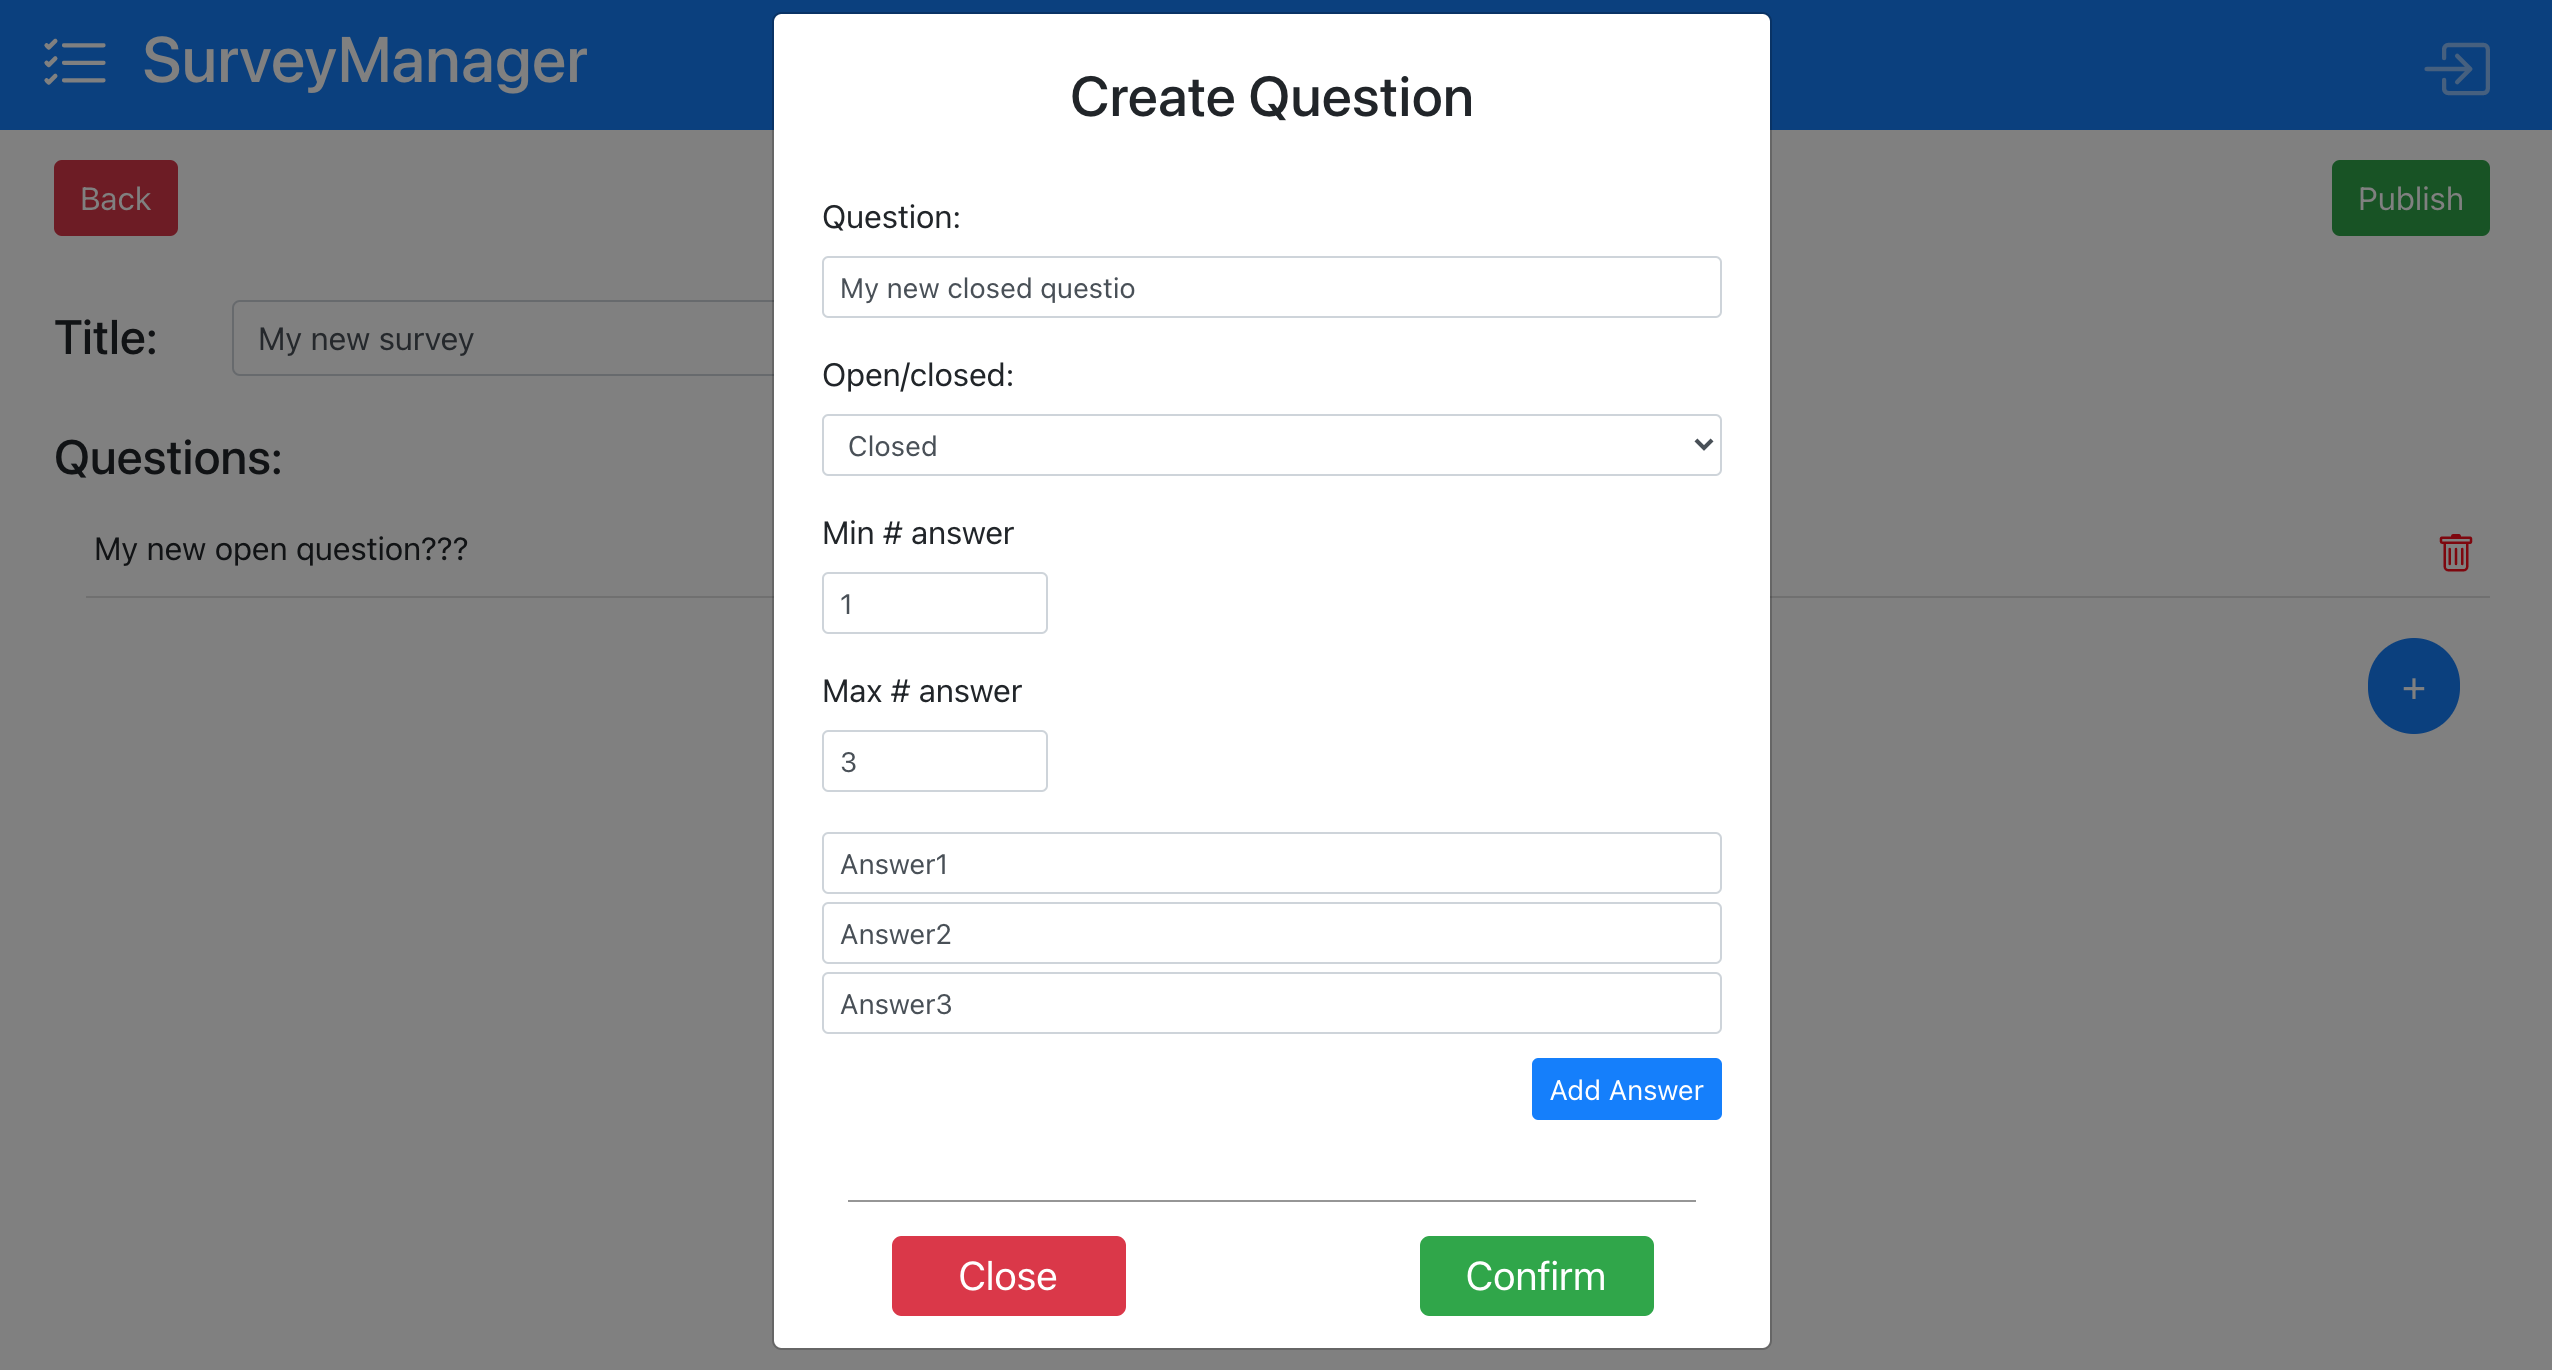 SurveyManager
Back
Publish
Title:
My new survey
Questions:
My new open question???
+
Create Question
Question:
My new closed questio
Open/closed:
Closed
Min # answer
1
Max # answer
3
Answer1
Answer2
Answer3
Add Answer
Close
Confirm